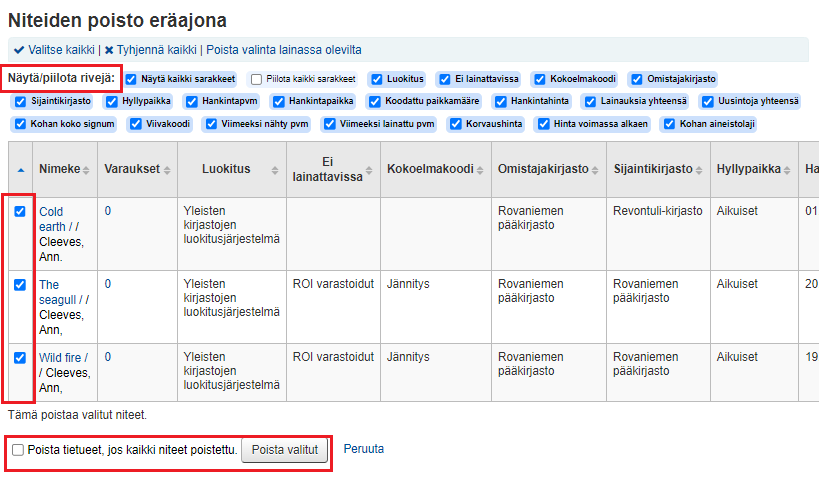 Niteiden poisto eräajona
Valitse kaikki | Tyhjennä kaikki | Poista valinta lainassa olevilta
Näytä/piilota rivejä: Näytä kaikki sarakkeet Piilota kaikki sarakkeet Luokitus Ei lainattavissa Kokoelmakoodi Omistajakirjasto
Sijaintikirjasto Hyllypaikka Hankintapvm Hankintapaikka Koodattu paikkamääre Hankintahinta Lainauksia yhteensä Uusintoja yhteensä
Kohan koko signum Viivakoodi Viimeksi nähty pvm Viimeksi lainattu pvm Korvaushinta Hinta voimassa alkaen Kohan aineistolaji
Nimeke Varaukset Luokitus Ei lainattavissa Kokoelmakoodi Omistajakirjasto Sijaintikirjasto Hyllypaikka Ha
Cold earth / / Cleeves, Ann. 0 Yleisten kirjastojen luokitusjärjestelmä Rovaniemen pääkirjasto Revontuli-kirjasto Aikuiset 01
The seagull / / Cleeves, Ann, 0 Yleisten kirjastojen luokitusjärjestelmä ROI varastoidut Jännitys Rovaniemen pääkirjasto Rovaniemen pääkirjasto Aikuiset 20
Wild fire / / Cleeves, Ann, 0 Yleisten kirjastojen luokitusjärjestelmä ROI varastoidut Jännitys Rovaniemen pääkirjasto Rovaniemen pääkirjasto Aikuiset 19
Tämä poistaa valitut niteet.
Poista tietueet, jos kaikki niteet poistettu. Poista valitut Peruuta